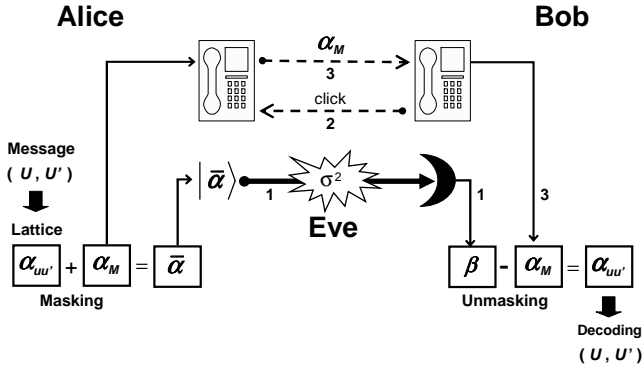 Alice
Bob
α_M
3
click
2
Message
( U , U' )
Lattice
α_uu' + α_M = ᾱ
Masking
| ᾱ ⟩
1
σ²
Eve
1
3
β - α_M = α_uu'
Unmasking
Decoding
( U , U' )